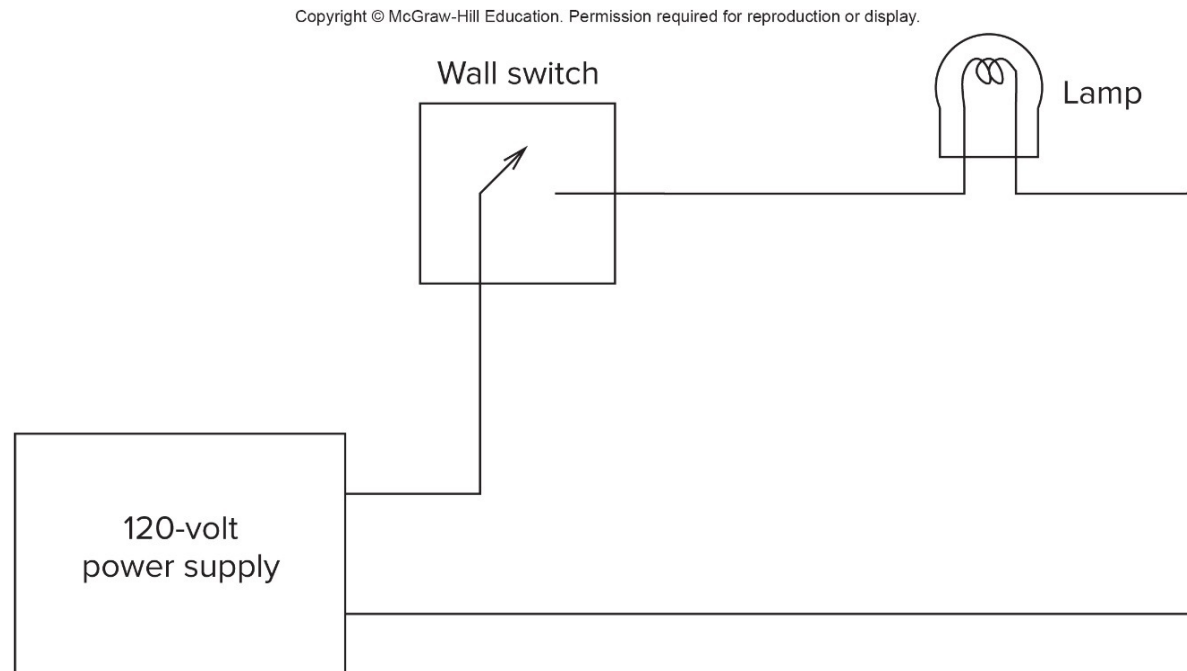 Copyright © McGraw-Hill Education. Permission required for reproduction or display.
Wall switch
Lamp
120-volt
power supply